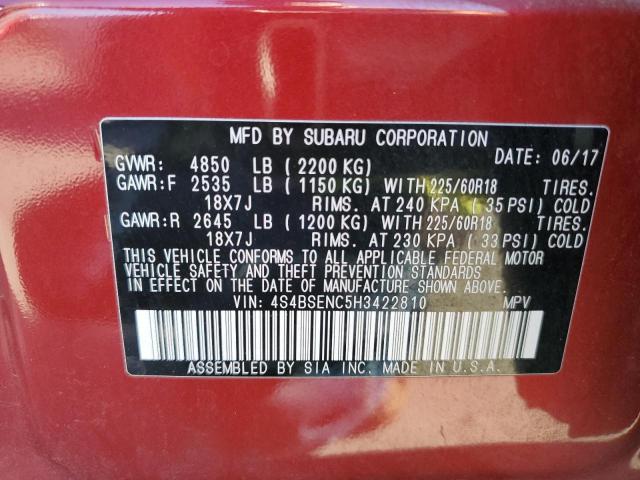 MFD BY SUBARU CORPORATION
GVWR: 4850 LB (2200 KG) DATE: 06/17
GAWR:F 2535 LB (1150 KG) WITH 225/60R18 TIRES.
18X7J RIMS. AT 240 KPA (35 PSI) COLD
GAWR:R 2645 LB (1200 KG) WITH 225/60R18 TIRES.
18X7J RIMS. AT 230 KPA (33 PSI) COLD
THIS VEHICLE CONFORMS TO ALL APPLICABLE FEDERAL MOTOR
VEHICLE SAFETY AND THEFT PREVENTION STANDARDS
IN EFFECT ON THE DATE OF MANUFACTURE SHOWN ABOVE.
VIN: 4S4BSENC5H3422810 MPV
ASSEMBLED BY SIA INC. MADE IN U.S.A.